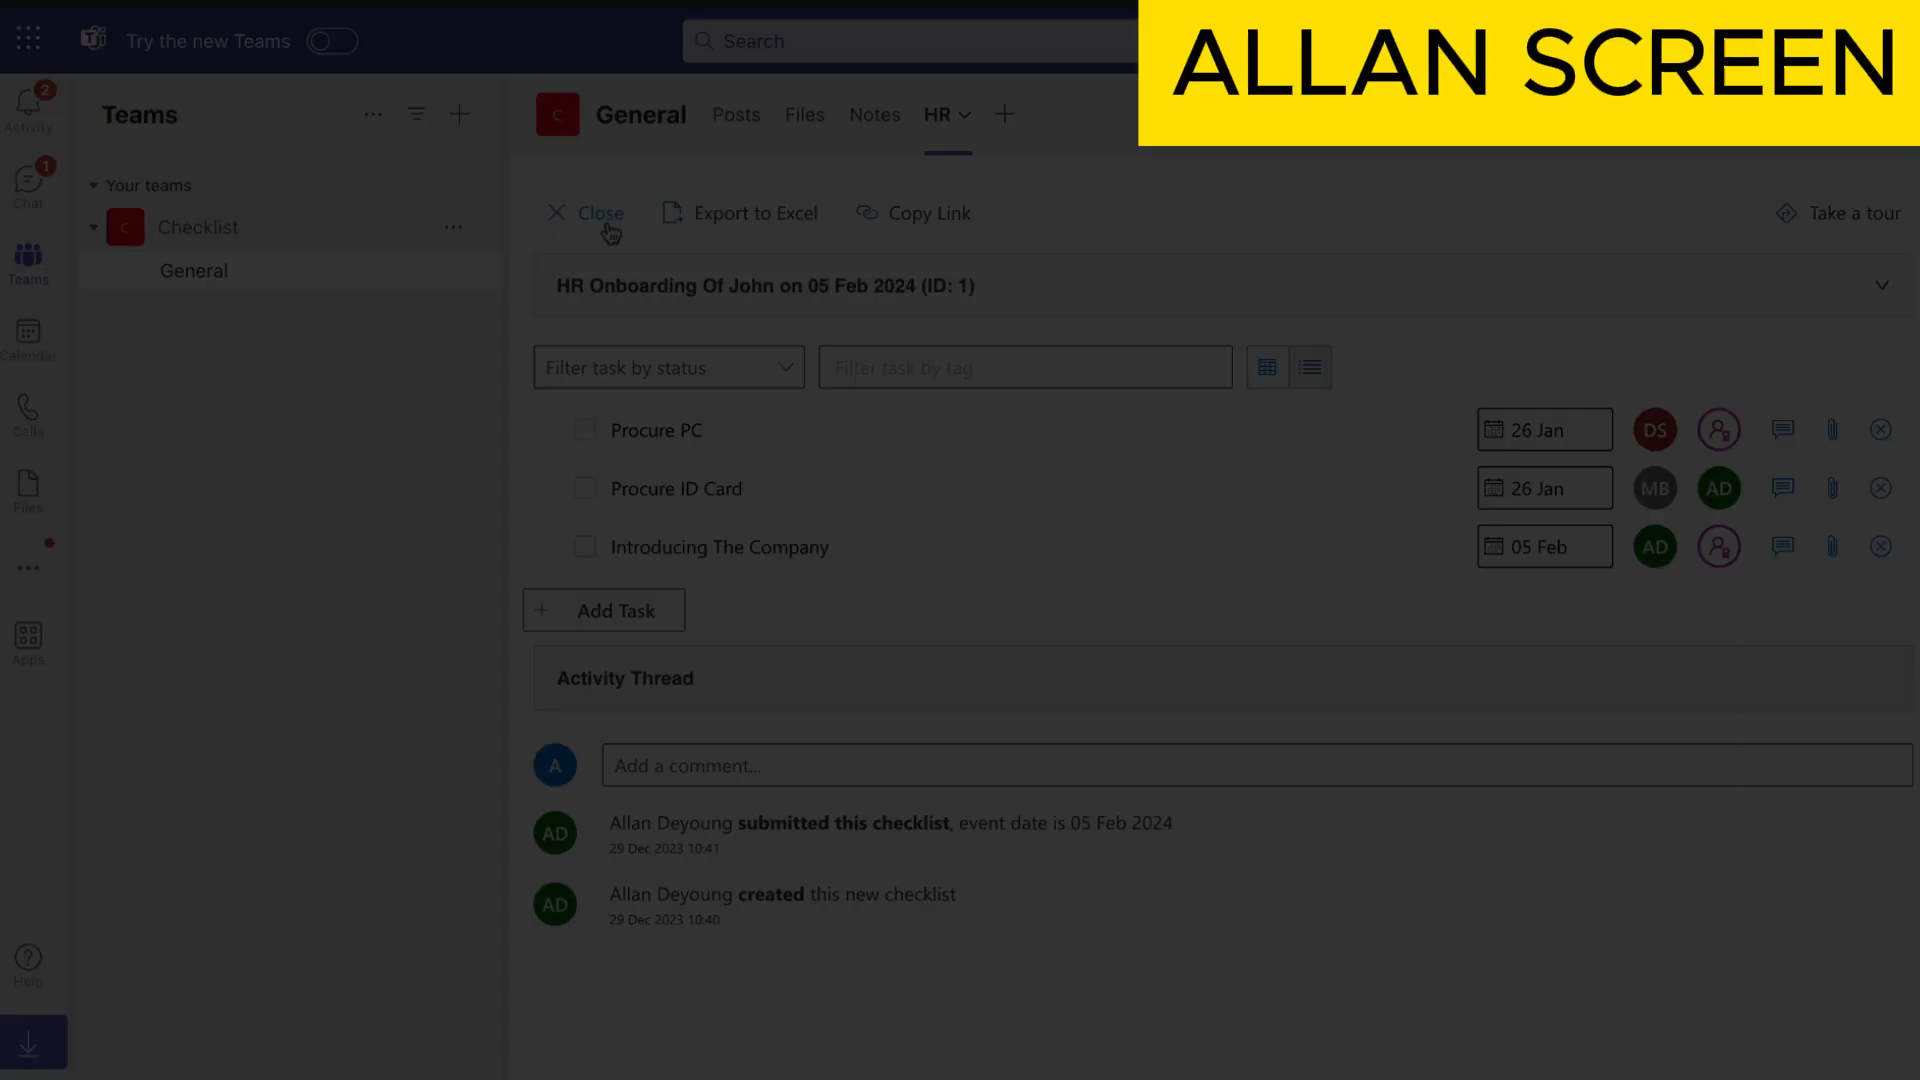 ALLAN SCREEN
Try the new Teams
Search
2
Activity
1
Chat
Teams
Calendar
Calls
Files
Apps
Help
Teams
Your teams
C
Checklist
General
C
General
Posts
Files
Notes
HR
Close
Export to Excel
Copy Link
Take a tour
HR Onboarding Of John on 05 Feb 2024 (ID: 1)
Filter task by status
Filter task by tag
Procure PC
26 Jan
DS
Procure ID Card
26 Jan
MB
AD
Introducing The Company
05 Feb
AD
Add Task
Activity Thread
A
Add a comment...
AD
Allan Deyoung submitted this checklist, event date is 05 Feb 2024
29 Dec 2023 10:41
AD
Allan Deyoung created this new checklist
29 Dec 2023 10:40